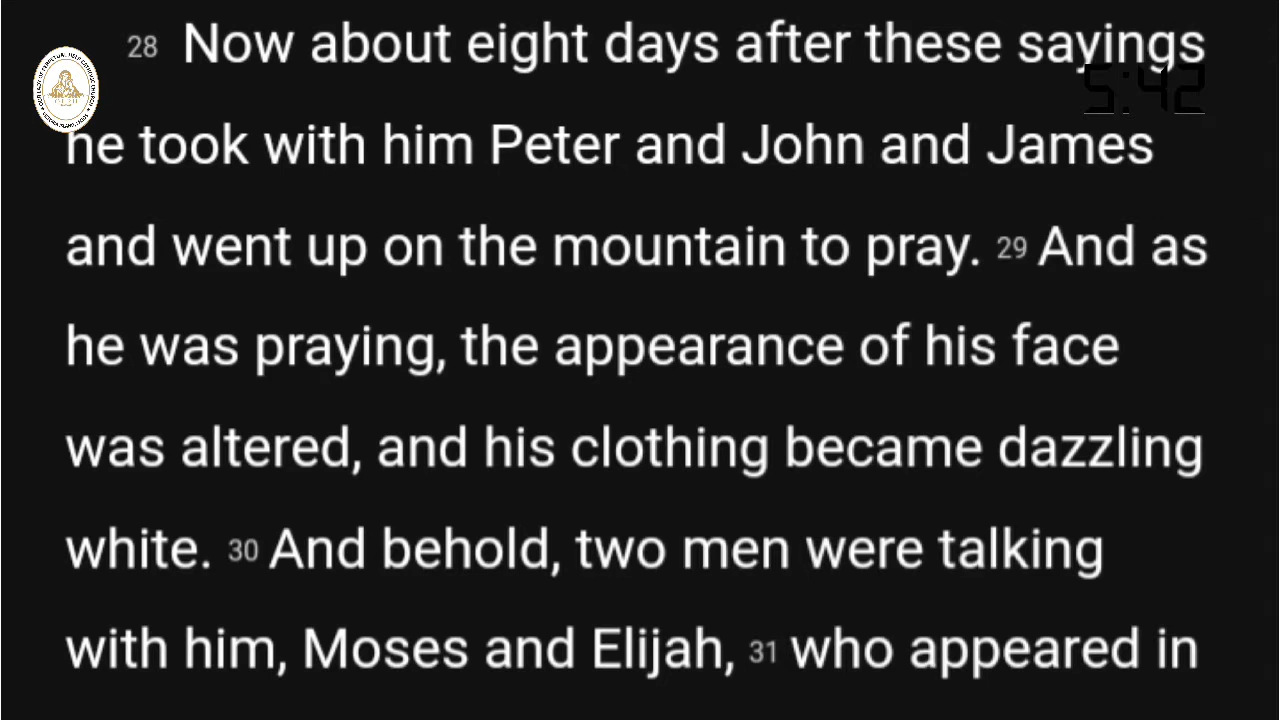 28 Now about eight days after these sayings
5:42
he took with him Peter and John and James
and went up on the mountain to pray. 29 And as
he was praying, the appearance of his face
was altered, and his clothing became dazzling
white. 30 And behold, two men were talking
with him, Moses and Elijah, 31 who appeared in